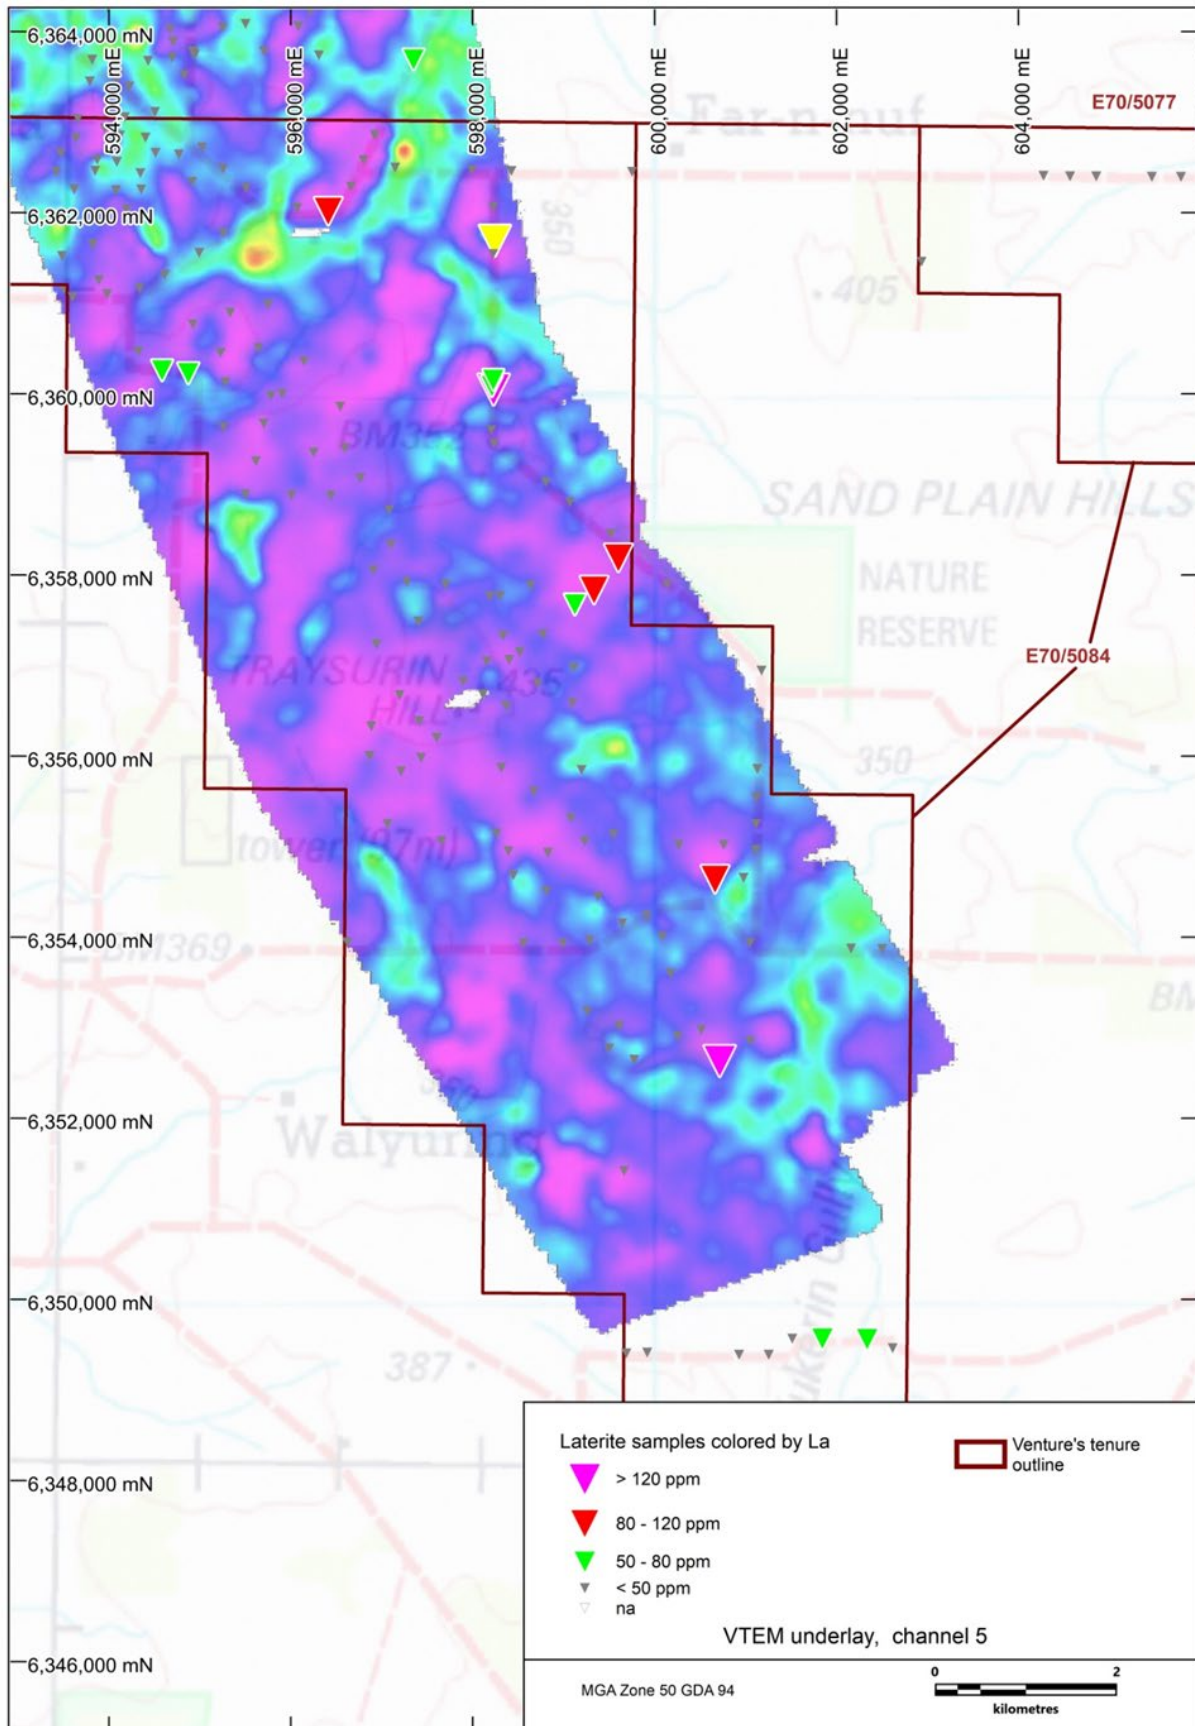 6,364,000 mN
594,000 mE
596,000 mE
598,000 mE
600,000 mE
602,000 mE
604,000 mE
E70/5077
Far-n-nuf
6,362,000 mN
350
405
6,360,000 mN
BM352
SAND PLAIN HILLS
6,358,000 mN
NATURE
RESERVE
TRAYSURIN
HILL
435
E70/5084
6,356,000 mN
350
tower (97m)
6,354,000 mN
BM369
BM
350
6,352,000 mN
6,350,000 mN
387
6,348,000 mN
6,346,000 mN
Laterite samples colored by La
> 120 ppm
80 - 120 ppm
50 - 80 ppm
< 50 ppm
na
Venture's tenure
outline
VTEM underlay, channel 5
MGA Zone 50 GDA 94
0 2
kilometres